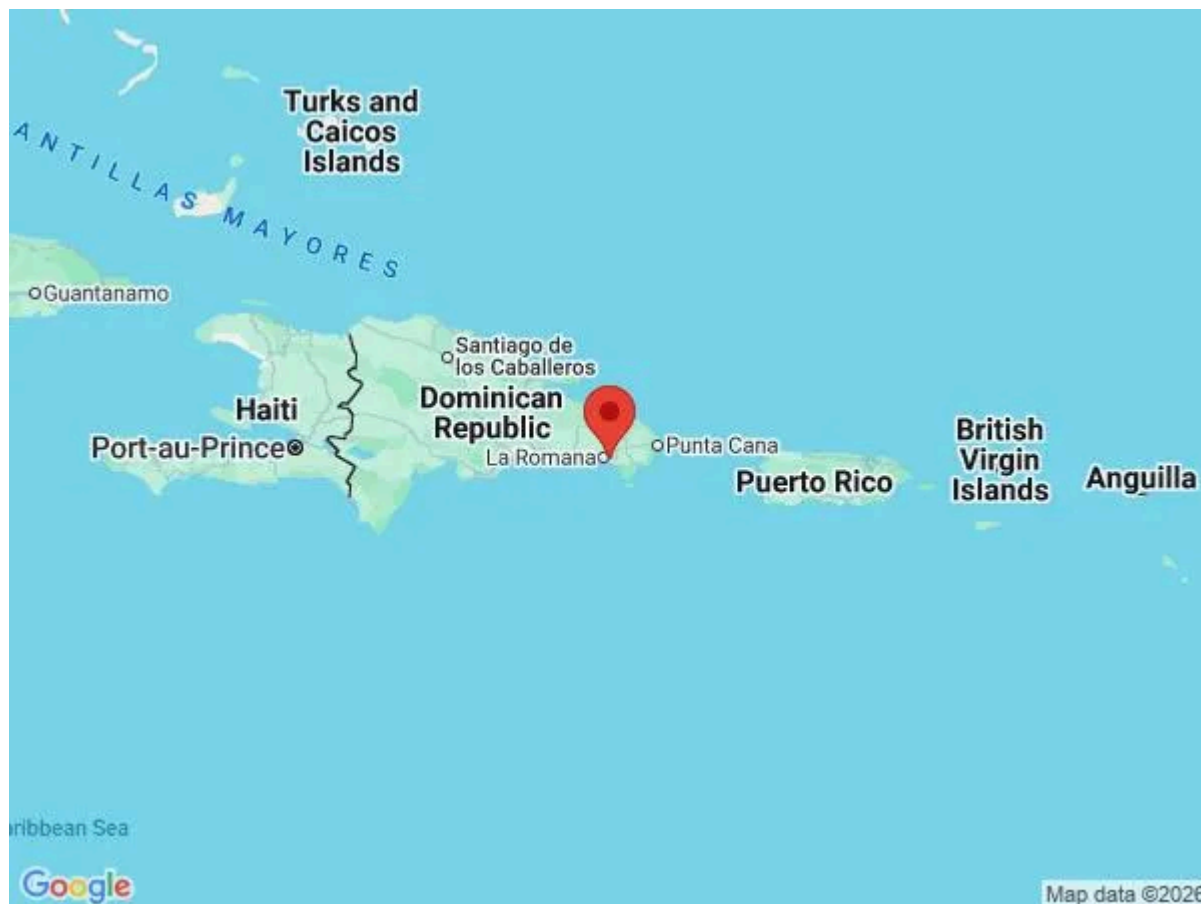 Turks and
Caicos
Islands
ANTILLAS MAYORES
Guantanamo
Santiago de
los Caballeros
Dominican
Republic
Haiti
Port-au-Prince
La Romana
Punta Cana
Puerto Rico
British
Virgin
Islands
Anguilla
aribbean Sea
Google
Map data ©2026